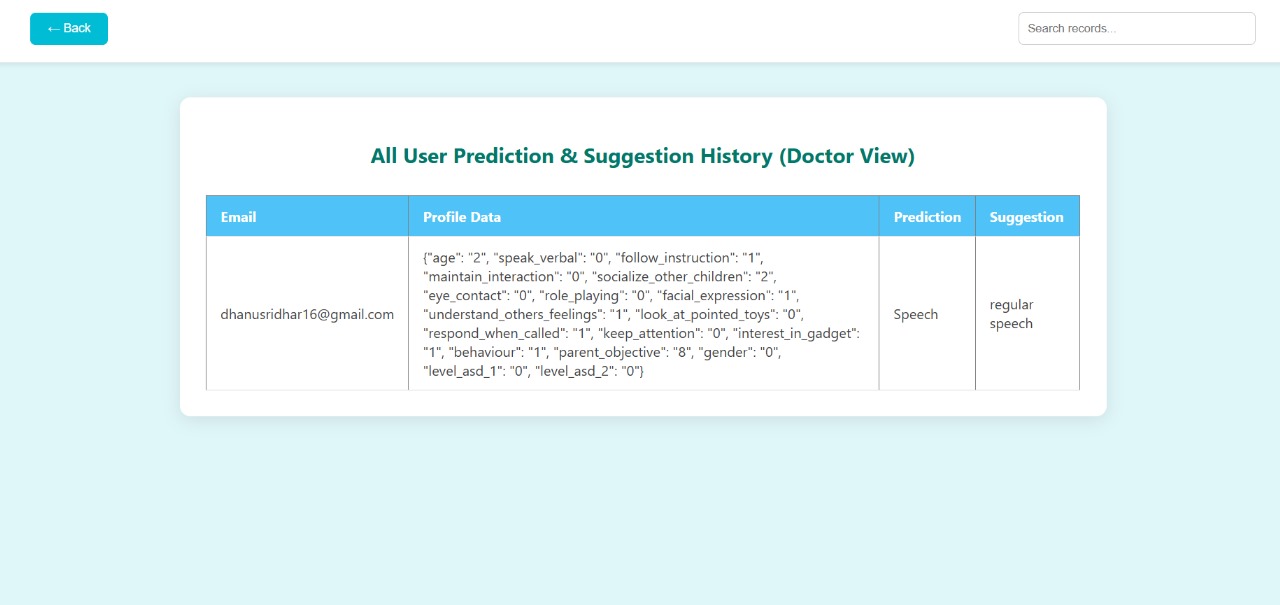 ← Back
Search records...
All User Prediction & Suggestion History (Doctor View)
Email Profile Data Prediction Suggestion
dhanusridhar16@gmail.com
{"age": "2", "speak_verbal": "0", "follow_instruction": "1",
"maintain_interaction": "0", "socialize_other_children": "2",
"eye_contact": "0", "role_playing": "0", "facial_expression": "1",
"understand_others_feelings": "1", "look_at_pointed_toys": "0",
"respond_when_called": "1", "keep_attention": "0", "interest_in_gadget":
"1", "behaviour": "1", "parent_objective": "8", "gender": "0",
"level_asd_1": "0", "level_asd_2": "0"}
Speech
regular
speech